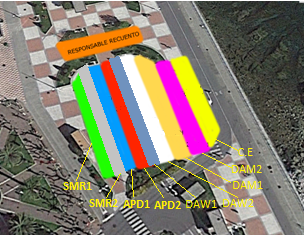 RESPONSABLE RECUENTO
C E
DAM2
SMR1
DAM1
SMR2 APD1 APD2 DAW1 DAW2